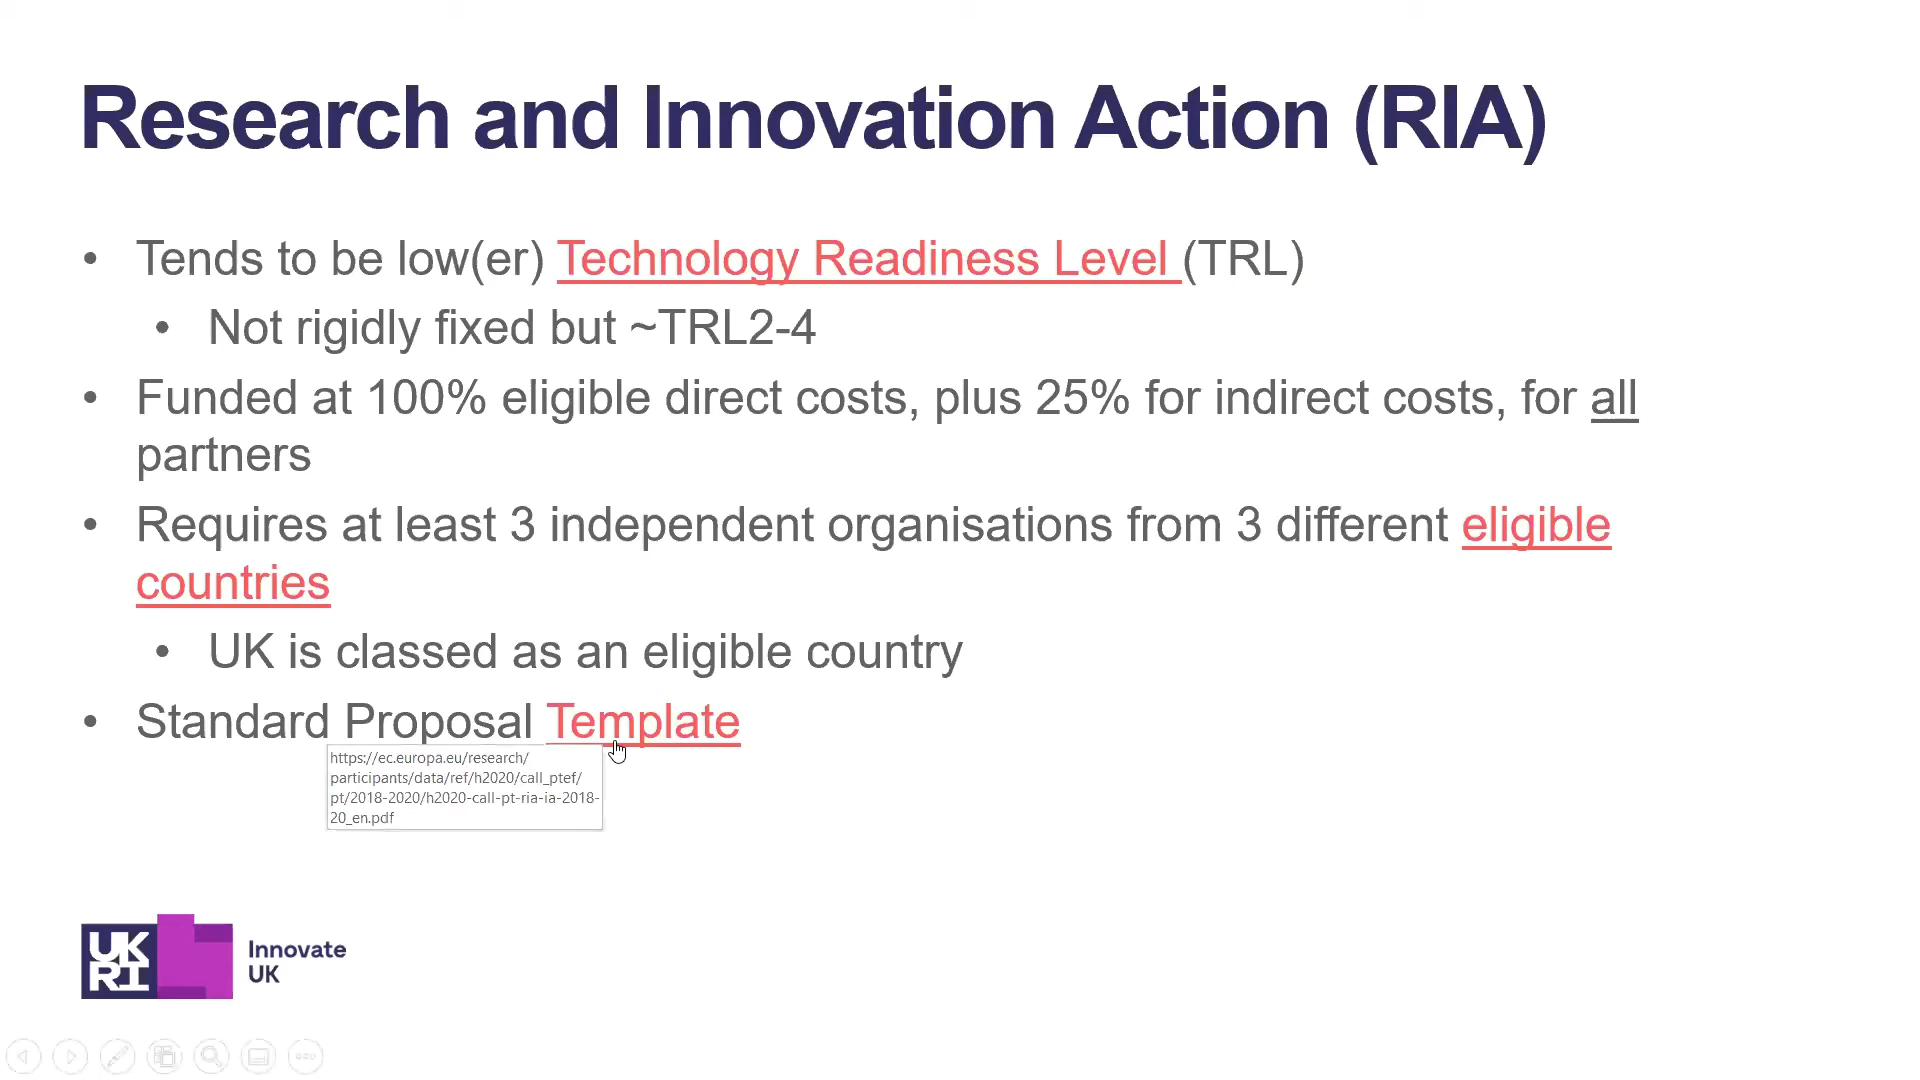 Research and Innovation Action (RIA)
• Tends to be low(er) Technology Readiness Level (TRL)
• Not rigidly fixed but ~TRL2-4
• Funded at 100% eligible direct costs, plus 25% for indirect costs, for all
partners
• Requires at least 3 independent organisations from 3 different eligible
countries
• UK is classed as an eligible country
• Standard Proposal Template
https://ec.europa.eu/research/
participants/data/ref/h2020/call_ptef/
pt/2018-2020/h2020-call-pt-ria-ia-2018-
20_en.pdf
UK
RI
Innovate
UK